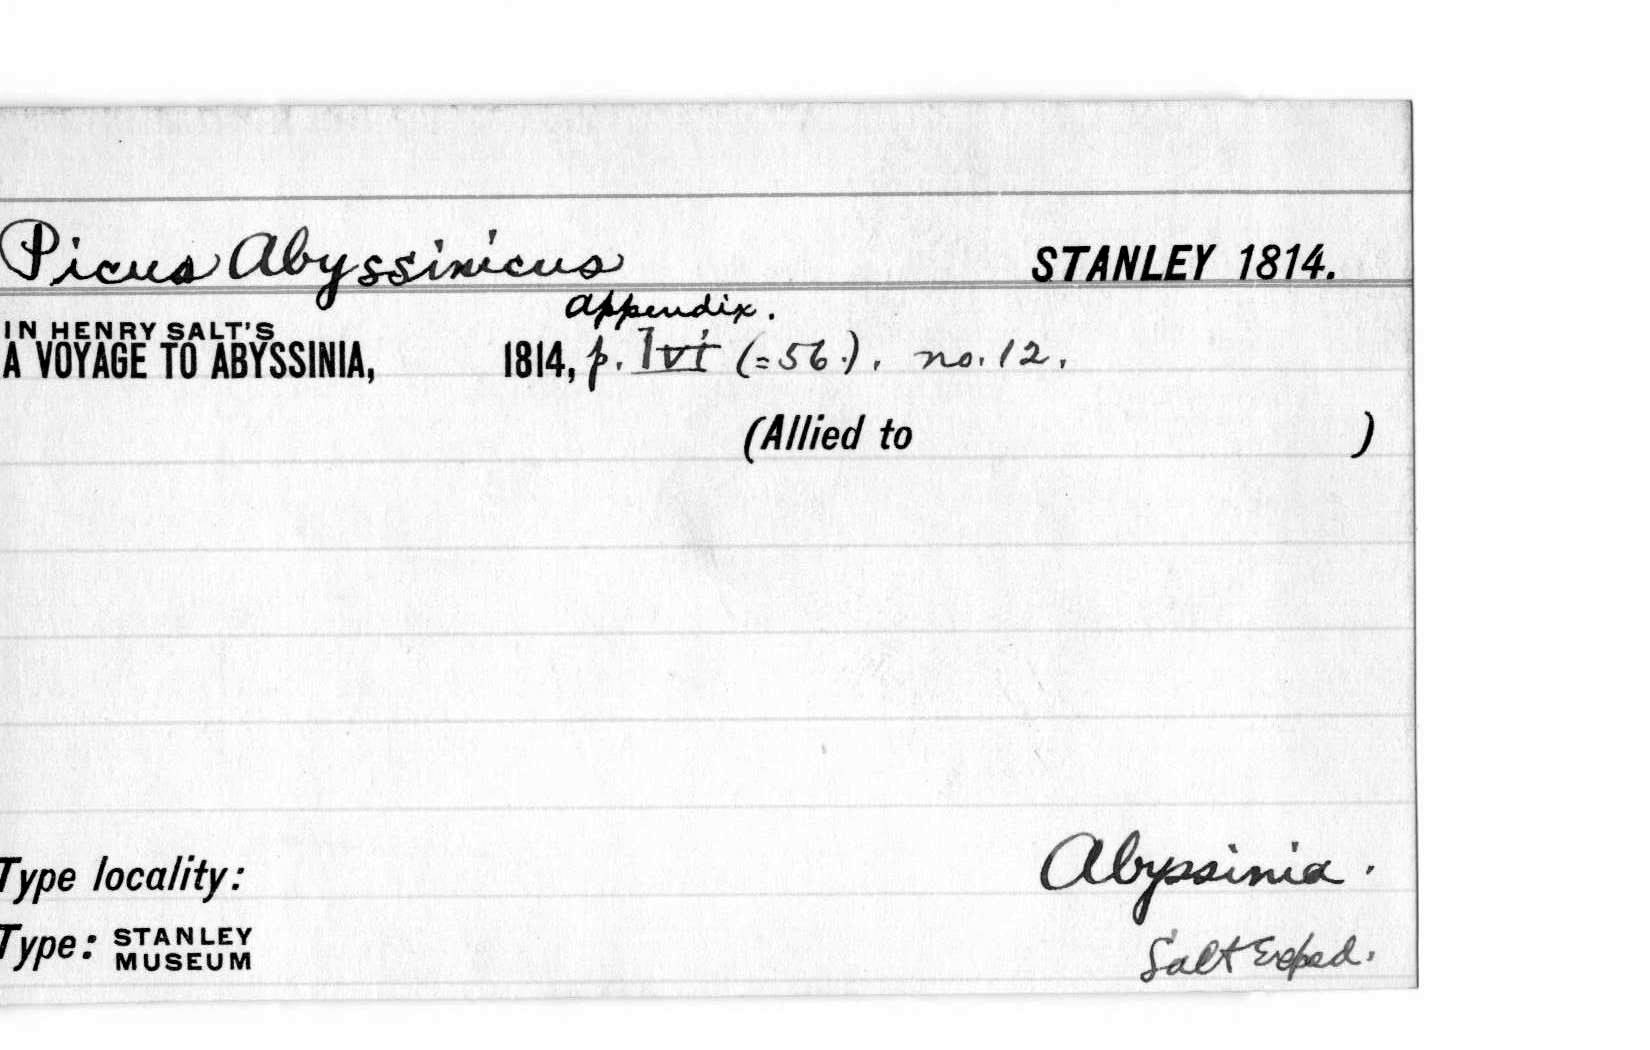 Picus Abyssinicus STANLEY 1814.
appendix.
IN HENRY SALT'S
A VOYAGE TO ABYSSINIA, 1814, p. lvi (=56.). no. 12.
(Allied to )
Type locality: Abyssinia.
Type: STANLEY MUSEUM Salt Exped.